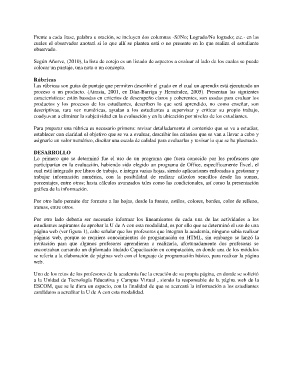 Frente a cada frase, palabra u oración, se incluyen dos columnas (Sí/No; Logrado/No logrado; etc.- en las
cuales el observador anotará si lo que allí se plantea está o no presente en lo que realiza el estudiante
observado.
Según Añorve, (2010), la lista de cotejo es un listado de aspectos a evaluar al lado de los cuales se puede
colocar un puntaje, una nota o un concepto.
Rúbricas
Las rúbricas son guías de puntaje que permiten describir el grado en el cual un aprendiz está ejecutando un
proceso o un producto. (Airasia, 2001, en Díaz-Barriga y Hernández, 2005). Presentan las siguientes
características: están basadas en criterios de desempeño claros y coherentes, son usadas para evaluar los
productos y los procesos de los estudiantes, describen lo que será aprendido, no como enseñar, son
descriptivas, rara vez numéricas, ayudan a los estudiantes a supervisar y criticar su propio trabajo,
coadyuvan a eliminar la subjetividad en la evaluación y en la ubicación por niveles de los estudiantes.
Para preparar una rúbrica es necesario primero: revisar detalladamente el contenido que se va a estudiar,
establecer con claridad el objetivo que se va a evaluar, describir los criterios que se van a llevar a cabo y
asignarle un valor numérico, diseñar una escala de calidad para evaluarlos y revisar lo que se ha planteado.
DESARROLLO
Lo primero que se determinó fue el uso de un programa que fuera conocido por los profesores que
participarían en la evaluación, habiendo sido elegido un programa de Office, específicamente Excel, el
cual está integrado por libros de trabajo, e integra varias hojas, siendo aplicaciones enfocadas a gestionar y
trabajar información numérica, con la posibilidad de realizar cálculos sencillos desde las sumas,
porcentajes, entre otros; hasta cálculos avanzados tales como los condicionales, así como la presentación
gráfica de la información.
Por otro lado permite dar formato a las hojas, desde la fuente, estilos, colores, bordes, color de relleno,
tramas, entre otros.
Por otro lado debería ser necesario informar los lineamientos de cada una de las actividades a los
estudiantes aspirantes de aprobar la U de A con esta modalidad, es por ello que se determinó el uso de una
página web (ver figura 1), cabe señalar que los profesores que integran la academia, ninguno sabía realizar
páginas web, porque se requiere conocimientos de programación en HTML, sin embargo se lanzó la
invitación para que algunos profesores aprendieran a realizarla, afortunadamente dos profesores se
encontraban cursando un diplomado titulado Capacitación en computación, en donde uno de los módulos
se refería a la elaboración de páginas web con el lenguaje de programación básico, para realizar la página
web.
Uno de los retos de los profesores de la academia fue la creación de su propia página, en donde se solicitó
a la Unidad de Tecnología Educativa y Campus Virtual , siendo la responsable de la página web de la
ESCOM, que se le diera un espacio, con la finalidad de que se acercara la información a los estudiantes
candidatos a acreditar la U de A con esta modalidad.